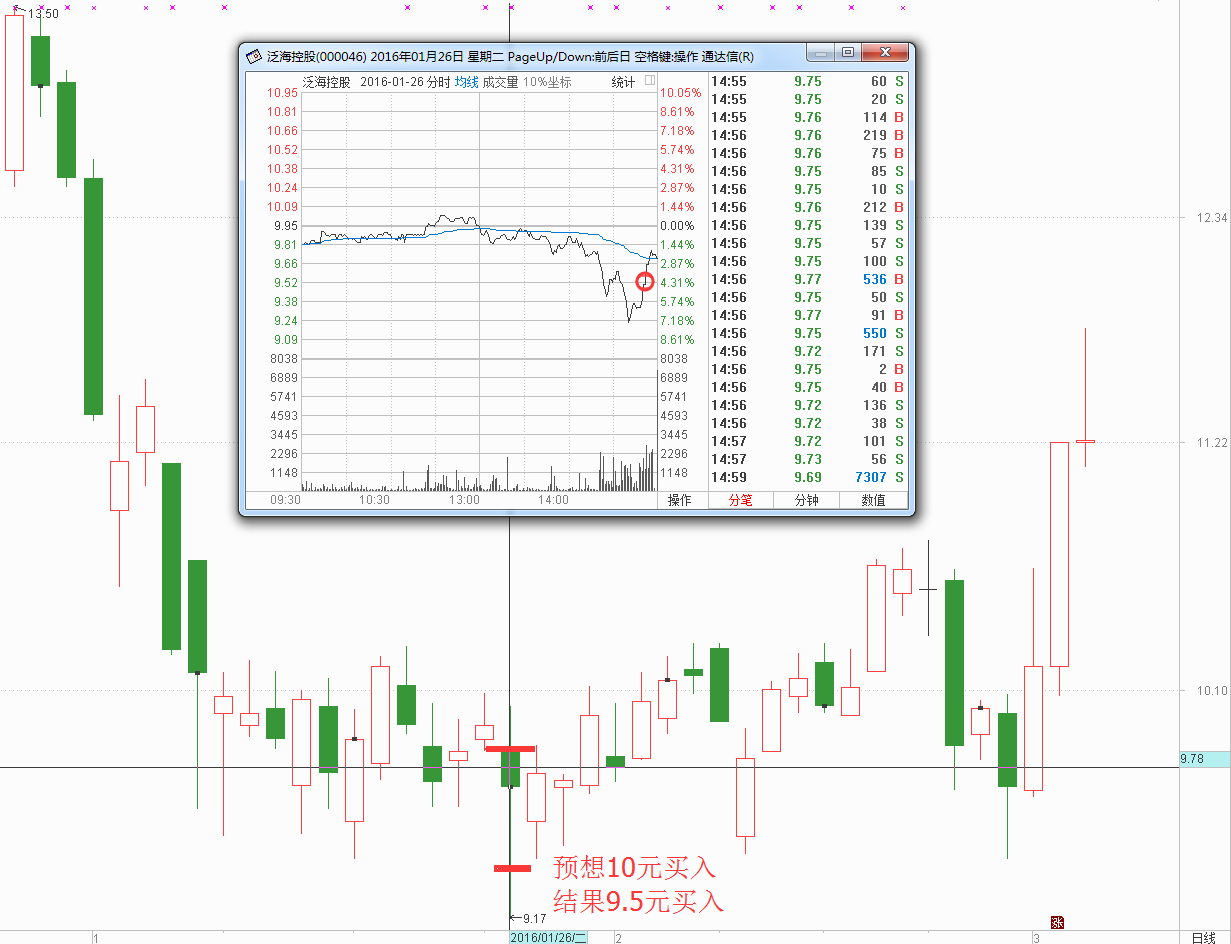 13.50
泛海控股(000046) 2016年01月26日 星期二 PageUp/Down:前后日 空格键:操作 通达信(R)
泛海控股 2016-01-26 分时 均线 成交量 10%坐标 统计
10.95 10.05%
10.81 8.61%
10.66 7.18%
10.52 5.74%
10.38 4.31%
10.24 2.87%
10.09 1.44%
9.95 0.00%
9.81 1.44%
9.66 2.87%
9.52 4.31%
9.38 5.74%
9.24 7.18%
9.09 8.61%
8038 8038
6889 6889
5741 5741
4593 4593
3445 3445
2296 2296
1148 1148
09:30 10:30 13:00 14:00
14:55 9.75 60 S
14:55 9.75 20 S
14:55 9.76 114 B
14:56 9.76 219 B
14:56 9.76 75 B
14:56 9.75 85 S
14:56 9.75 10 S
14:56 9.76 212 B
14:56 9.75 139 S
14:56 9.75 57 S
14:56 9.75 100 S
14:56 9.77 536 B
14:56 9.75 50 S
14:56 9.77 91 B
14:56 9.75 550 S
14:56 9.72 171 S
14:56 9.75 2 B
14:56 9.75 40 B
14:56 9.72 136 S
14:56 9.72 38 S
14:57 9.72 101 S
14:57 9.73 56 S
14:59 9.69 7307 S
操作 分笔 分钟 数值
12.34
11.22
10.10
9.78
预想10元买入
结果9.5元买入
9.17
涨
1 2016/01/26/二 2 3 日线